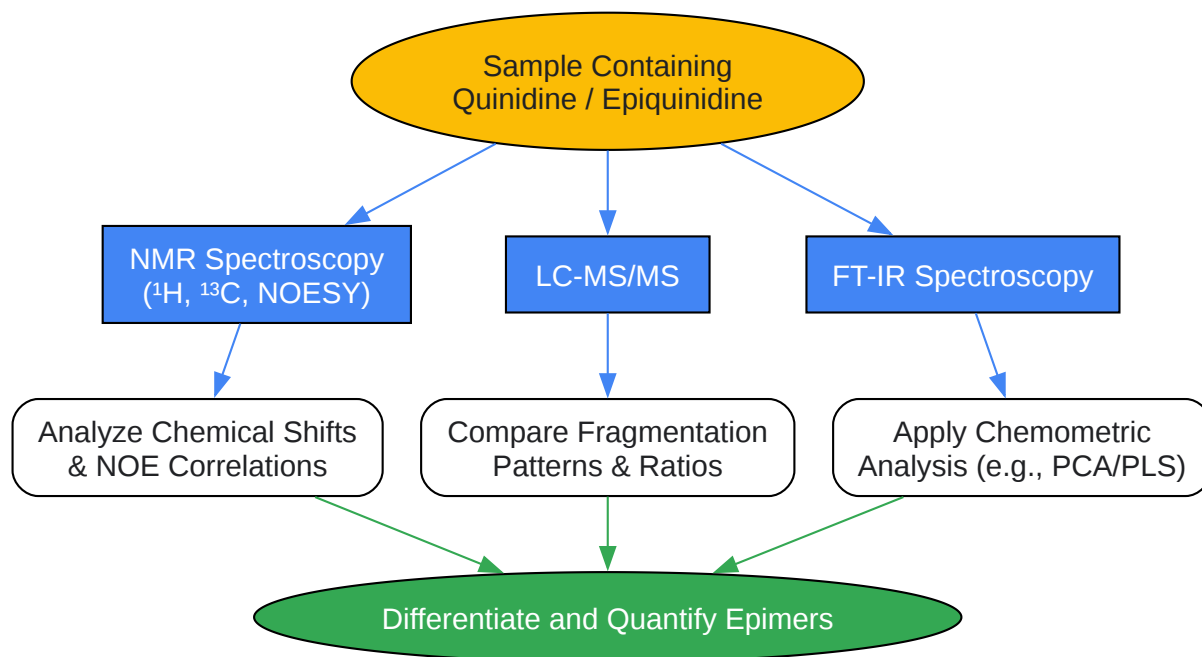 Sample Containing
Quinidine / Epiquinidine
NMR Spectroscopy
(¹H, ¹³C, NOESY)
LC-MS/MS
FT-IR Spectroscopy
Analyze Chemical Shifts
& NOE Correlations
Compare Fragmentation
Patterns & Ratios
Apply Chemometric
Analysis (e.g., PCA/PLS)
Differentiate and Quantify Epimers